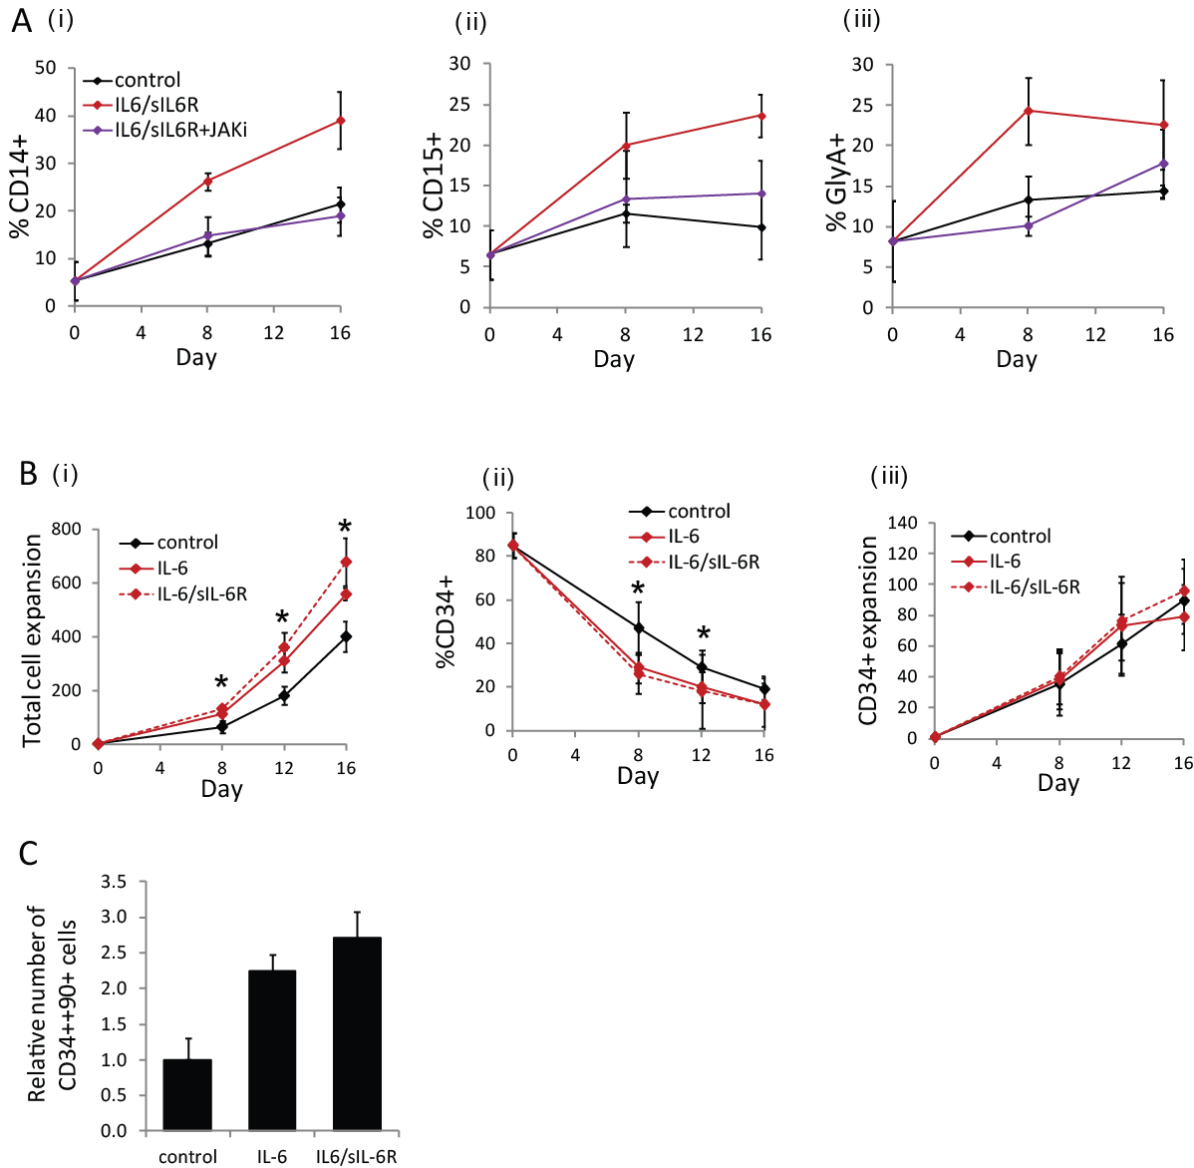 A (i)
50
40
30
20
10
0
% CD14+
control
IL6/sIL6R
IL6/sIL6R+JAKi
0 4 8 12 16
Day
(ii)
30
25
20
15
10
5
0
% CD15+
0 4 8 12 16
Day
(iii)
30
25
20
15
10
5
0
% GlyA+
0 4 8 12 16
Day
B (i)
800
600
400
200
0
Total cell expansion
control
IL-6
IL-6/sIL-6R
*
*
*
0 4 8 12 16
Day
(ii)
100
80
60
40
20
0
%CD34+
control
IL-6
IL-6/sIL-6R
*
*
0 4 8 12 16
Day
(iii)
140
120
100
80
60
40
20
0
CD34+ expansion
control
IL-6
IL-6/sIL-6R
0 4 8 12 16
Day
C
3.5
3.0
2.5
2.0
1.5
1.0
0.5
0.0
Relative number of
CD34++90+ cells
control IL-6 IL6/sIL-6R